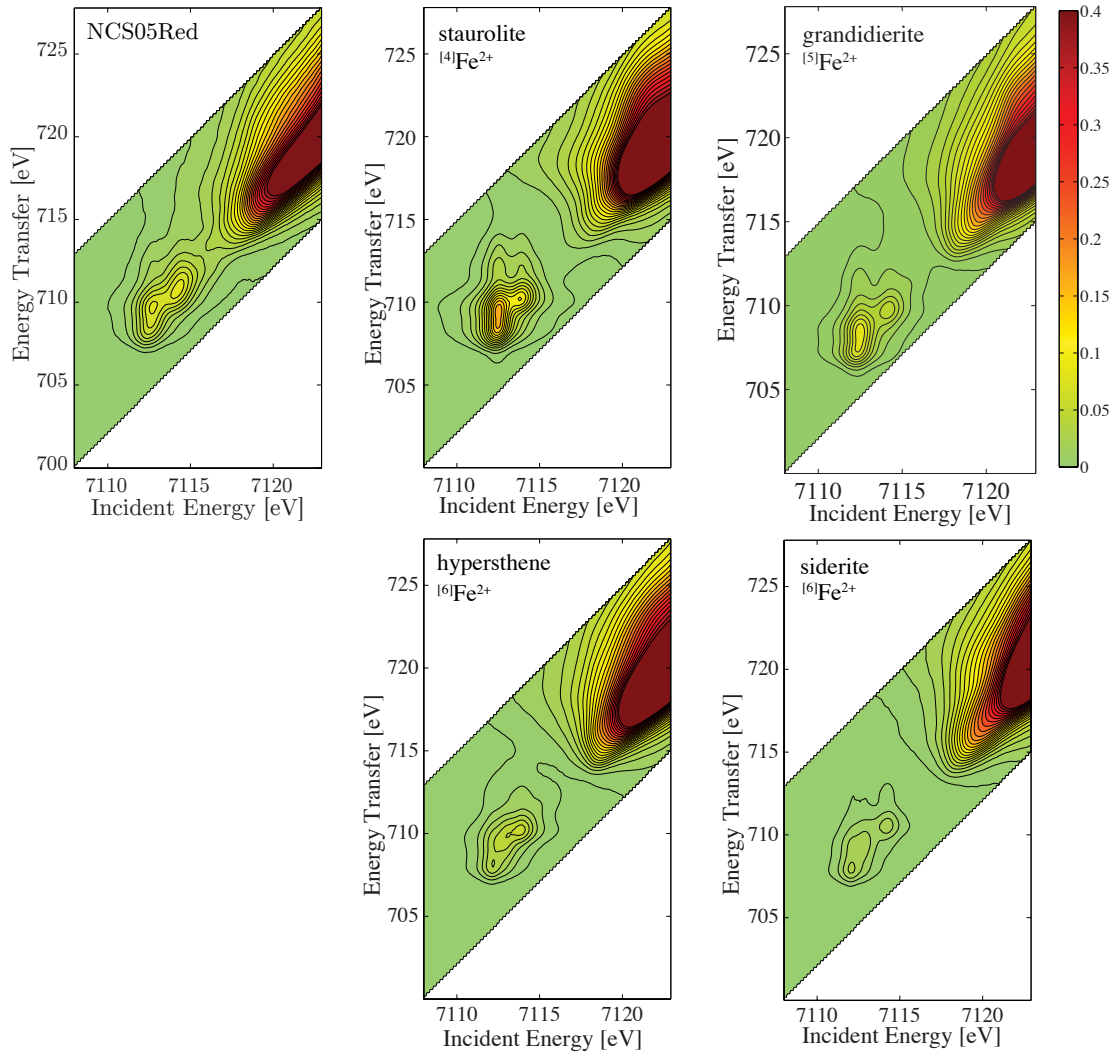 NCS05Red
725
720
715
710
705
700
Energy Transfer [eV]
7110 7115 7120
Incident Energy [eV]
staurolite
[4]Fe2+
725
720
715
710
705
Energy Transfer [eV]
7110 7115 7120
Incident Energy [eV]
grandidierite
[5]Fe2+
725
720
715
710
705
Energy Transfer [eV]
7110 7115 7120
Incident Energy [eV]
0.4
0.35
0.3
0.25
0.2
0.15
0.1
0.05
0
hypersthene
[6]Fe2+
725
720
715
710
705
Energy Transfer [eV]
7110 7115 7120
Incident Energy [eV]
siderite
[6]Fe2+
725
720
715
710
705
Energy Transfer [eV]
7110 7115 7120
Incident Energy [eV]